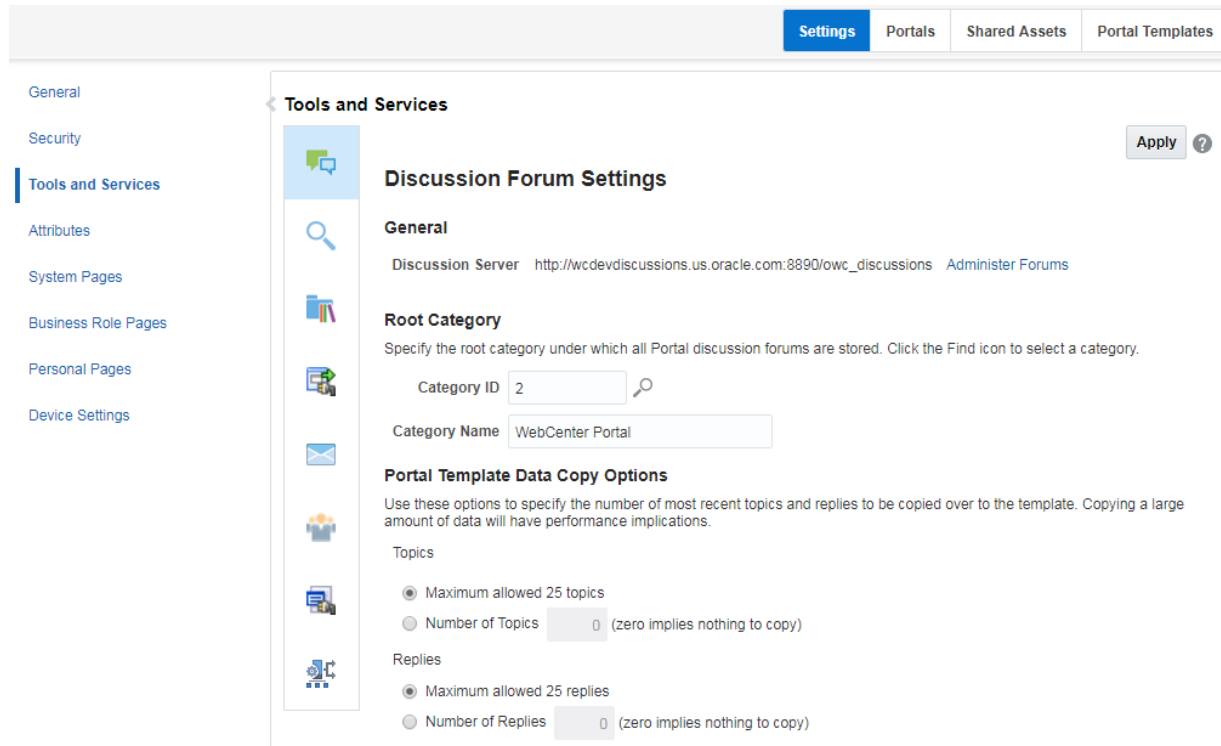 Settings
Portals
Shared Assets
Portal Templates
General
Security
Tools and Services
Attributes
System Pages
Business Role Pages
Personal Pages
Device Settings
Tools and Services
Apply
?
Discussion Forum Settings
General
Discussion Server http://wcdevdiscussions.us.oracle.com:8890/owc_discussions Administer Forums
Root Category
Specify the root category under which all Portal discussion forums are stored. Click the Find icon to select a category.
Category ID 2
Category Name WebCenter Portal
Portal Template Data Copy Options
Use these options to specify the number of most recent topics and replies to be copied over to the template. Copying a large
amount of data will have performance implications.
Topics
Maximum allowed 25 topics
Number of Topics 0 (zero implies nothing to copy)
Replies
Maximum allowed 25 replies
Number of Replies 0 (zero implies nothing to copy)